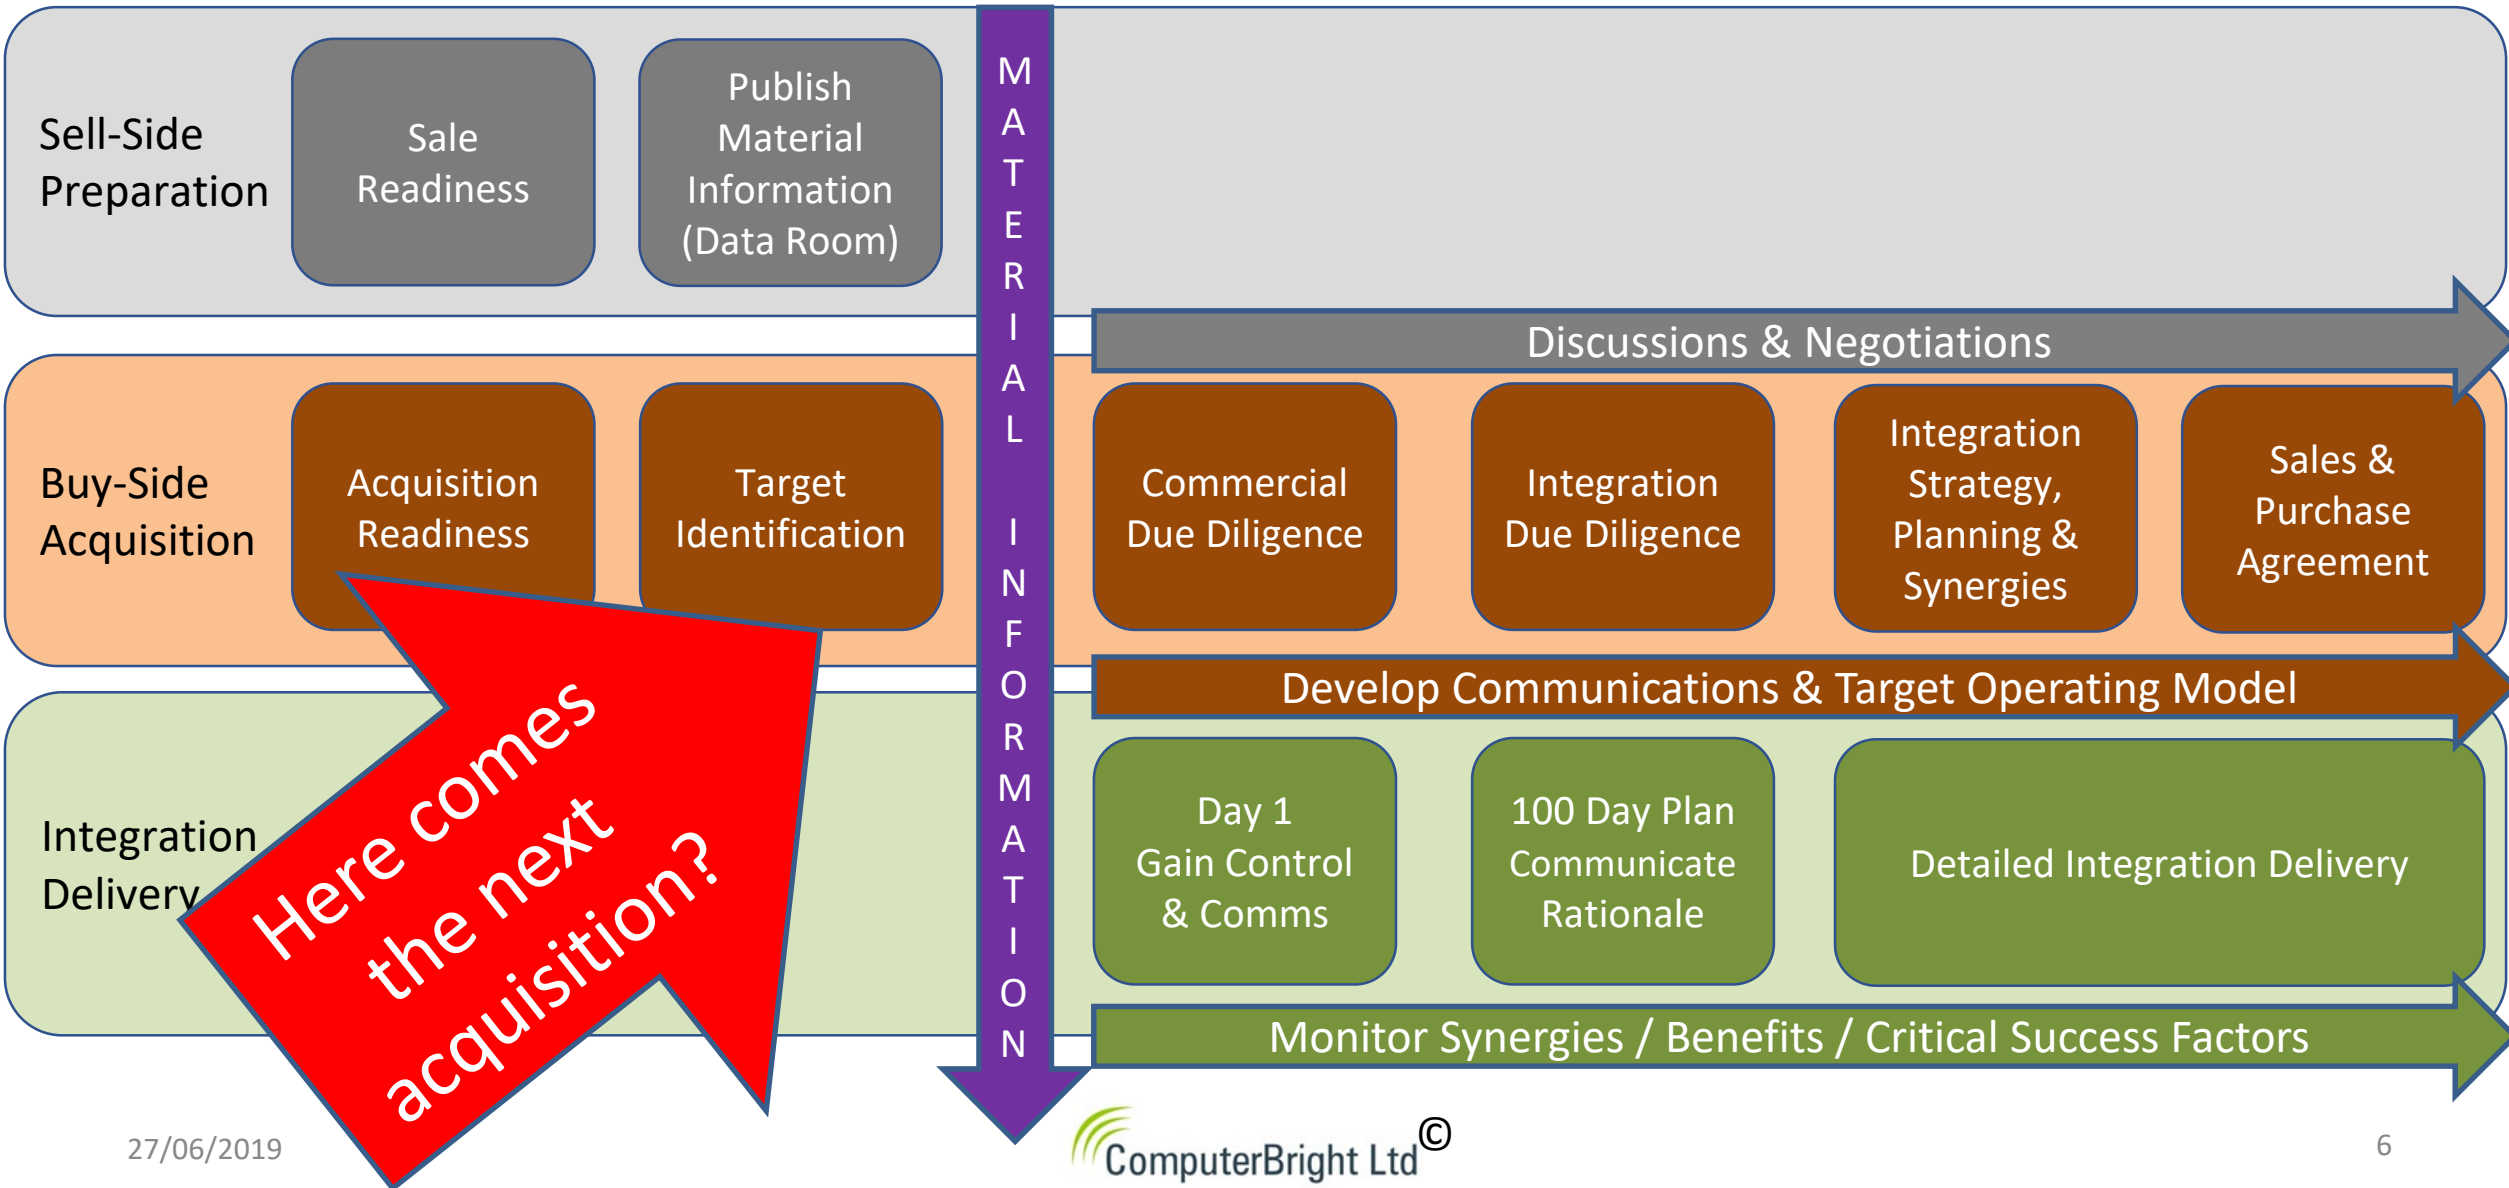 Sell-Side
Preparation
Sale
Readiness
Publish
Material
Information
(Data Room)
MATERIAL INFORMATION
Discussions & Negotiations
Buy-Side
Acquisition
Acquisition
Readiness
Target
Identification
Commercial
Due Diligence
Integration
Due Diligence
Integration
Strategy,
Planning &
Synergies
Sales &
Purchase
Agreement
Develop Communications & Target Operating Model
Integration
Delivery
Here comes
the next
acquisition?
Day 1
Gain Control
& Comms
100 Day Plan
Communicate
Rationale
Detailed Integration Delivery
Monitor Synergies / Benefits / Critical Success Factors
27/06/2019
ComputerBright Ltd©
6